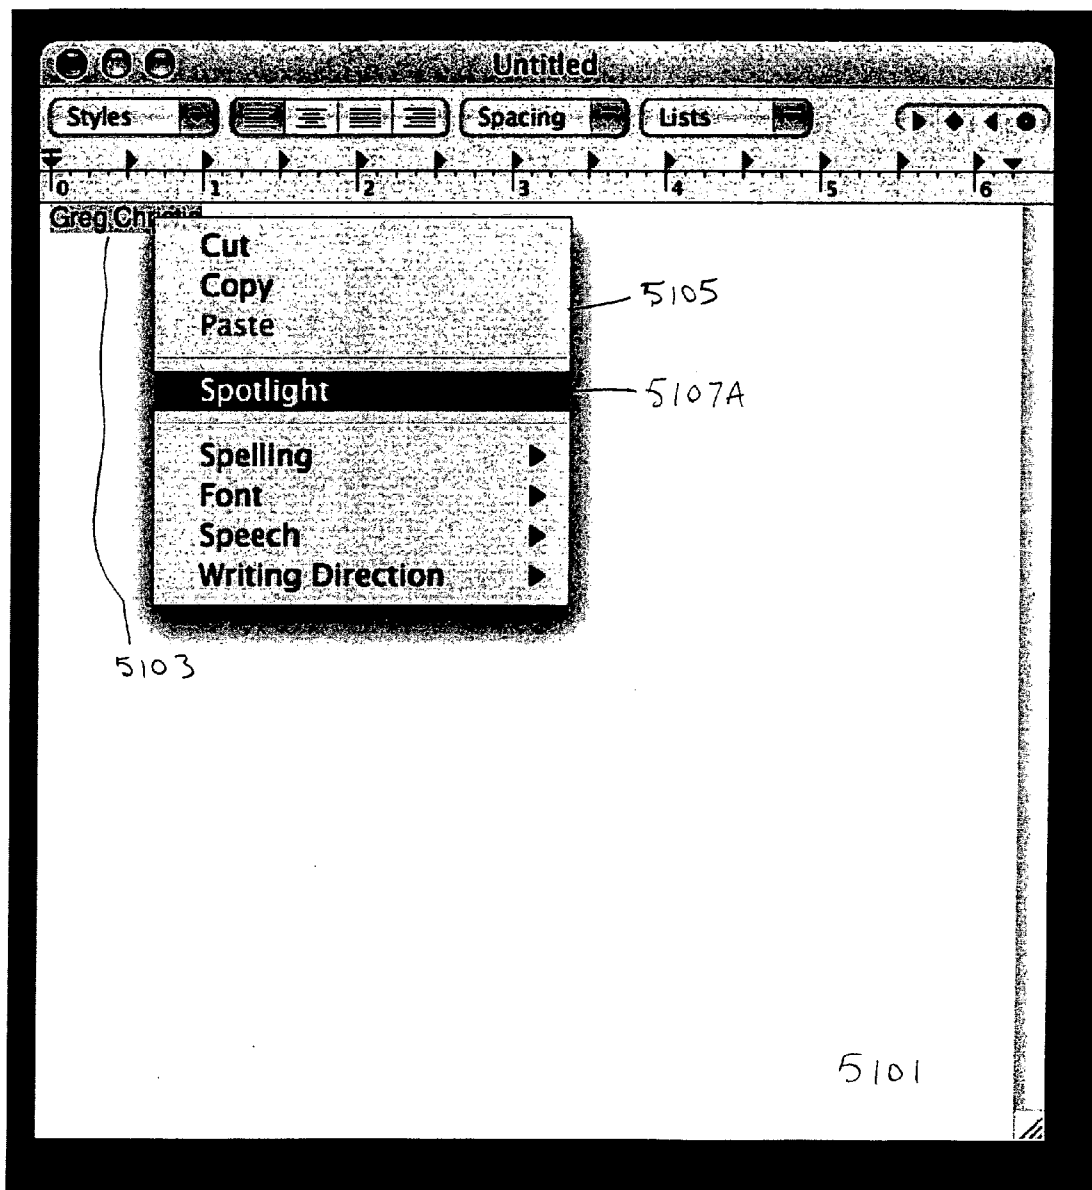 Untitled
Styles Spacing Lists
0 1 2 3 4 5 6
Greg Christie
Cut
Copy
5105
Paste
Spotlight
5107A
Spelling
Font
Speech
Writing Direction
5103
5101